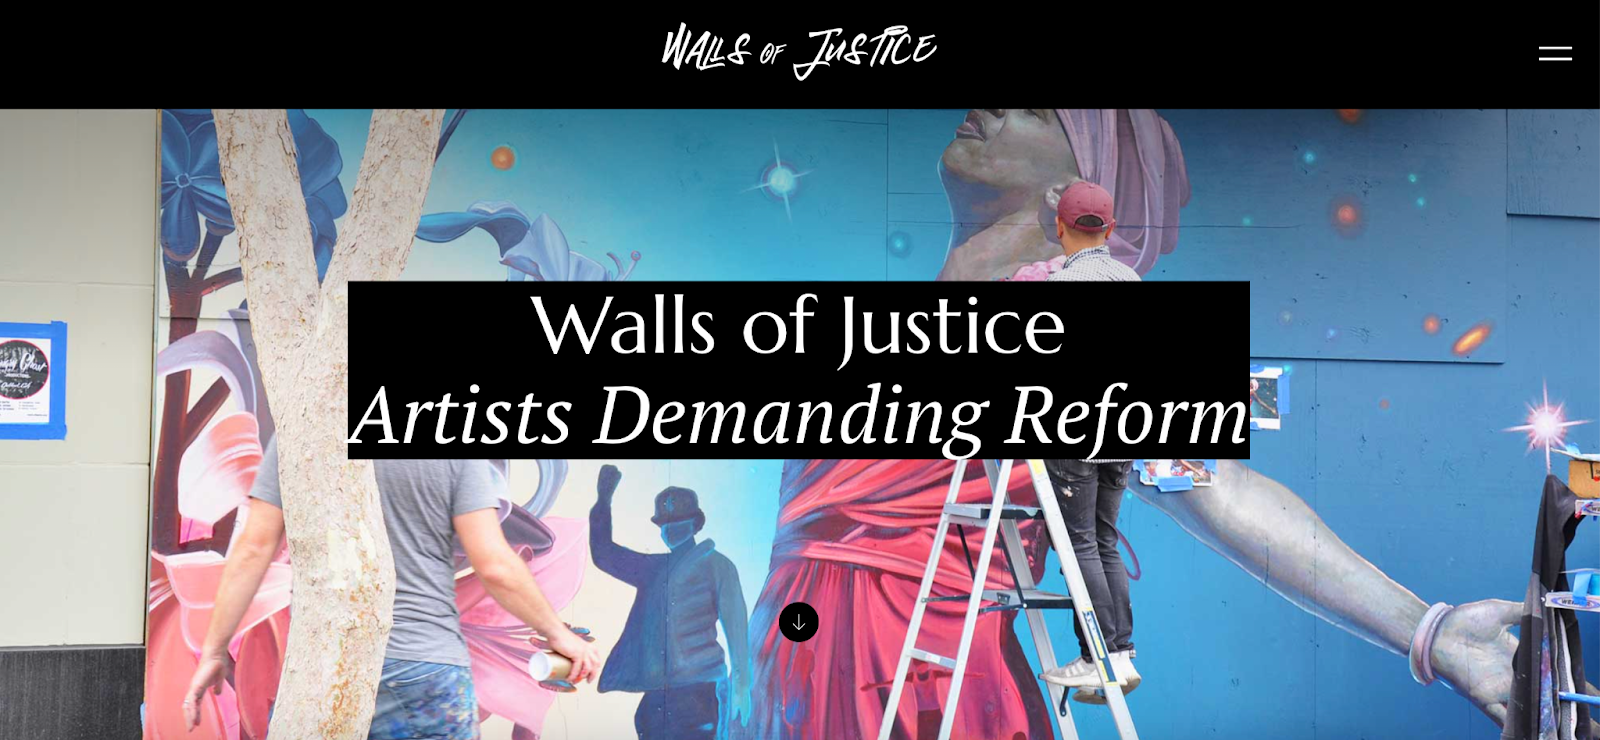 Walls of Justice
Walls of Justice
Artists Demanding Reform